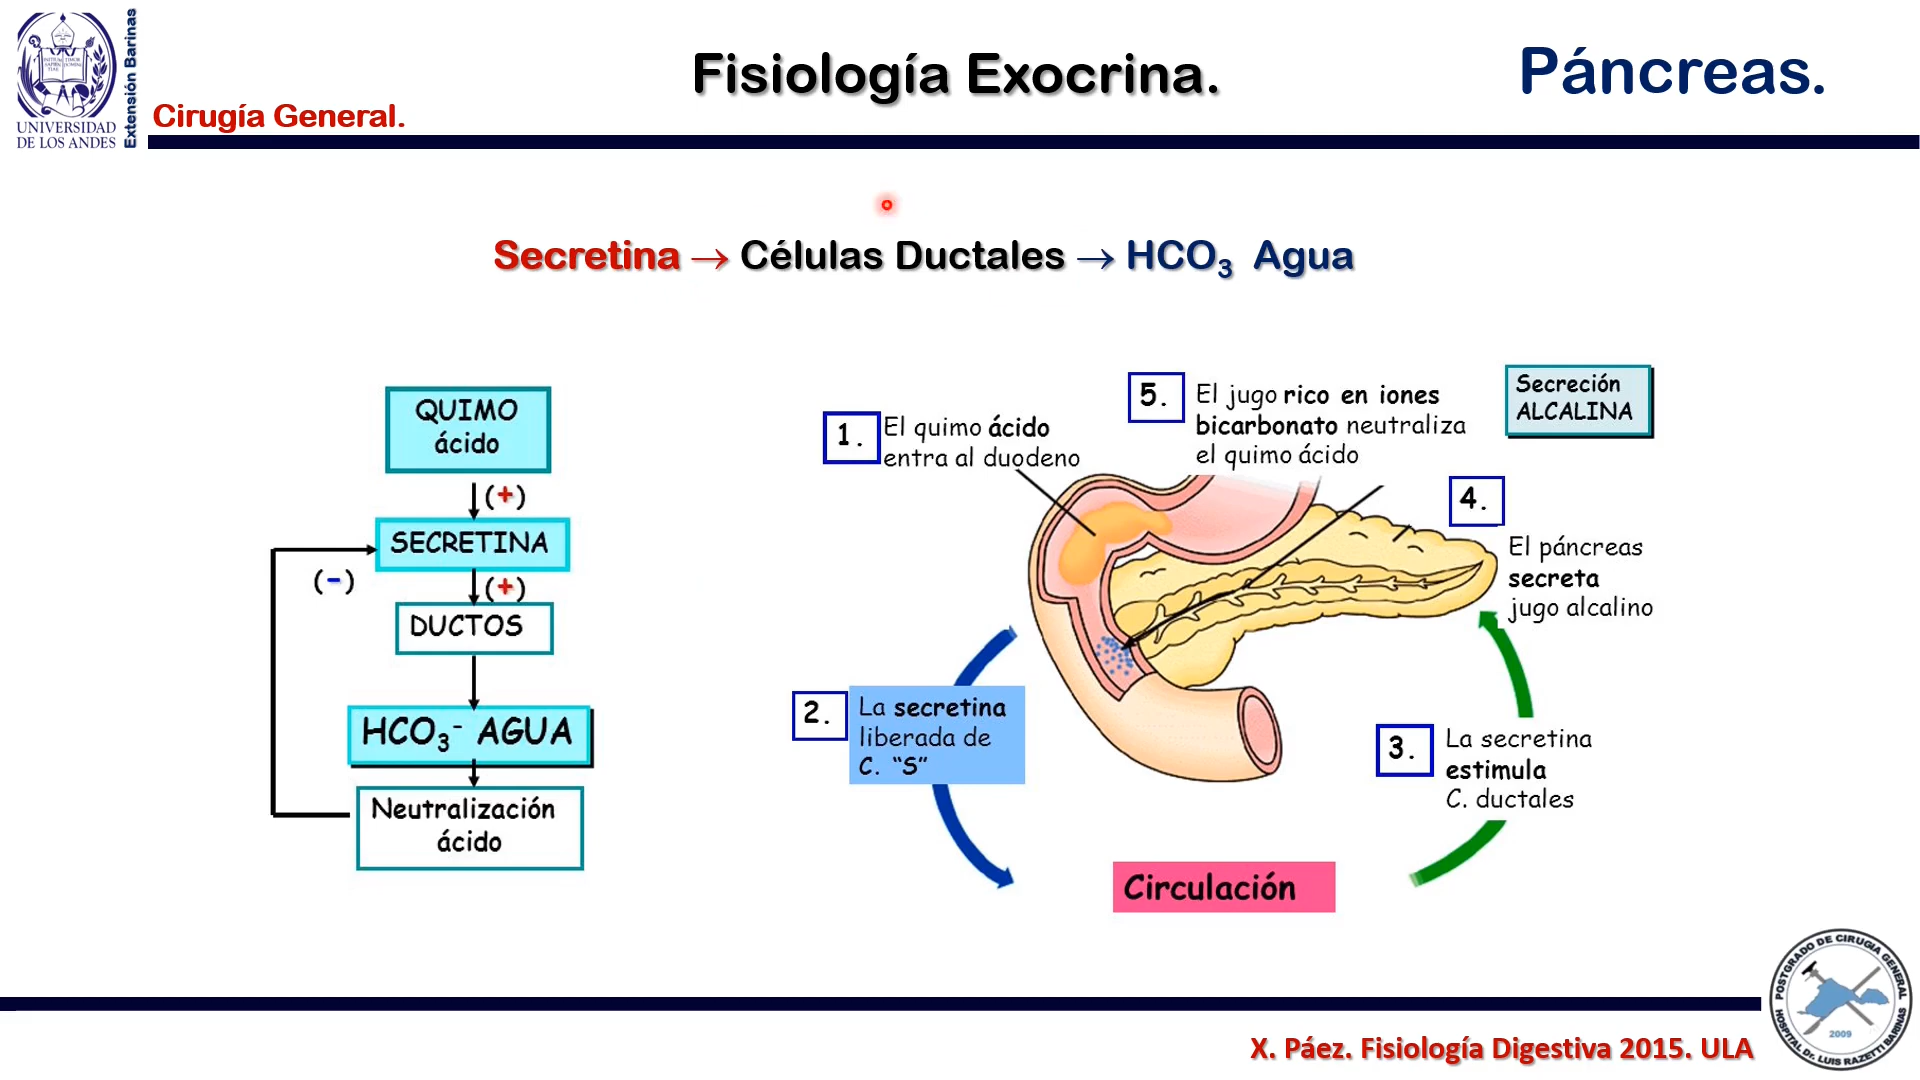 UNIVERSIDAD
DE LOS ANDES
Extensión Barinas
Cirugía General.
Fisiología Exocrina.
Páncreas.
Secretina → Células Ductales → HCO₃ Agua
QUIMO
ácido
(+)
SECRETINA
(-)
(+)
DUCTOS
HCO₃⁻ AGUA
Neutralización
ácido
1.
El quimo ácido
entra al duodeno
5.
El jugo rico en iones
bicarbonato neutraliza
el quimo ácido
Secreción
ALCALINA
4.
El páncreas
secreta
jugo alcalino
2.
La secretina
liberada de
C. “S”
3.
La secretina
estimula
C. ductales
Circulación
POSTGRADO DE CIRUGIA GENERAL
HOSPITAL Dr. LUIS RAZETTI BARINAS
2009
X. Páez. Fisiología Digestiva 2015. ULA